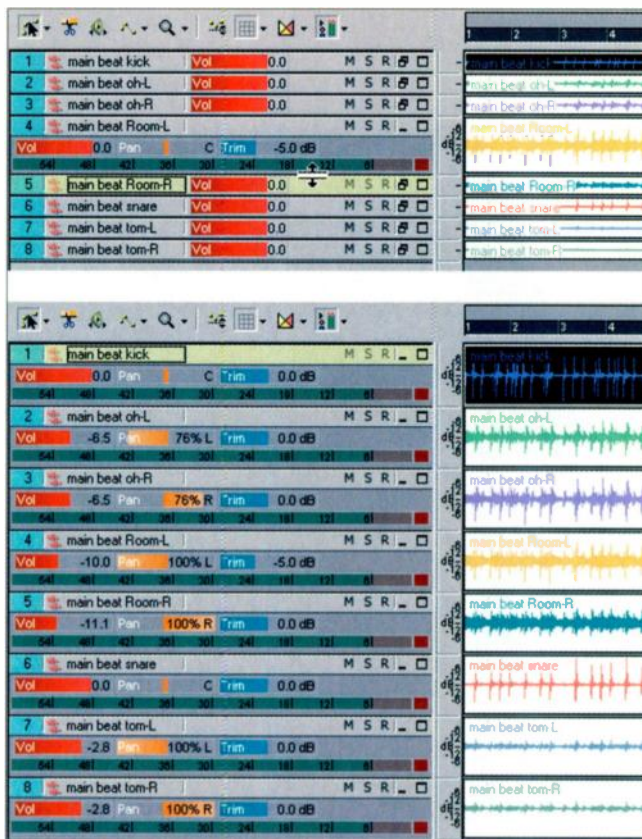 1 2 3 4
1 main beat kick Vol 0.0 M S R main beat kick
2 main beat oh-L Vol 0.0 M S R main beat oh-L
3 main beat oh-R Vol 0.0 M S R main beat oh-R
4 main beat Room-L M S R main beat Room-L
Vol 0.0 Pan C Trim -5.0 dB
54 48 42 36 30 24 18 12 6
5 main beat Room-R Vol 0.0 M S R main beat Room-R
6 main beat snare Vol 0.0 M S R main beat snare
7 main beat tom-L Vol 0.0 M S R main beat tom-L
8 main beat tom-R Vol 0.0 M S R main beat tom-R
1 2 3 4
1 main beat kick M S R main beat kick
Vol 0.0 Pan C Trim 0.0 dB
54 48 42 36 30 24 18 12 6
2 main beat oh-L M S R main beat oh-L
Vol -6.5 Pan 76% L Trim 0.0 dB
54 48 42 36 30 24 18 12 6
3 main beat oh-R M S R main beat oh-R
Vol -6.5 Pan 76% R Trim 0.0 dB
54 48 42 36 30 24 18 12 6
4 main beat Room-L M S R main beat Room-L
Vol -10.0 Pan 100% L Trim -5.0 dB
54 48 42 36 30 24 18 12 6
5 main beat Room-R M S R main beat Room-R
Vol -11.1 Pan 100% R Trim 0.0 dB
54 48 42 36 30 24 18 12 6
6 main beat snare M S R main beat snare
Vol 0.0 Pan C Trim 0.0 dB
54 48 42 36 30 24 18 12 6
7 main beat tom-L M S R main beat tom L
Vol -2.8 Pan 100% L Trim 0.0 dB
54 48 42 36 30 24 18 12 6
8 main beat tom-R M S R main beat tom-R
Vol -2.8 Pan 100% R Trim 0.0 dB
54 48 42 36 30 24 18 12 6